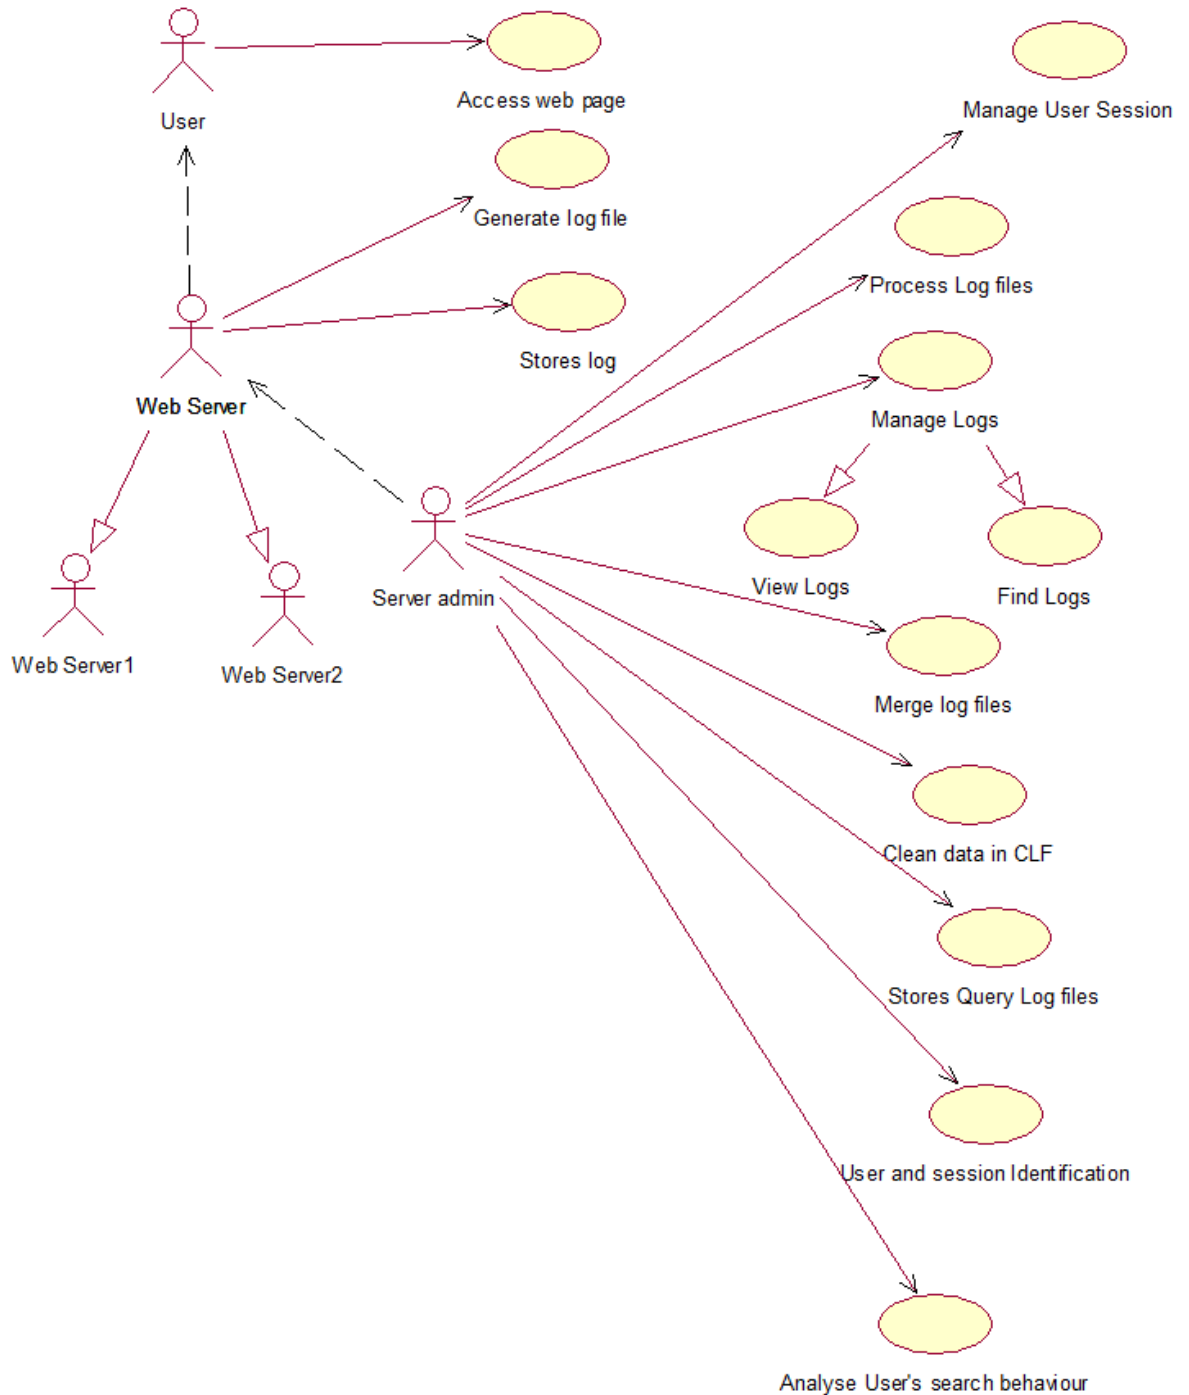 Access web page
Manage User Session
User
Generate log file
Process Log files
Stores log
Web Server
Manage Logs
View Logs
Find Logs
Server admin
Web Server1
Web Server2
Merge log files
Clean data in CLF
Stores Query Log files
User and session Identification
Analyse User's search behaviour